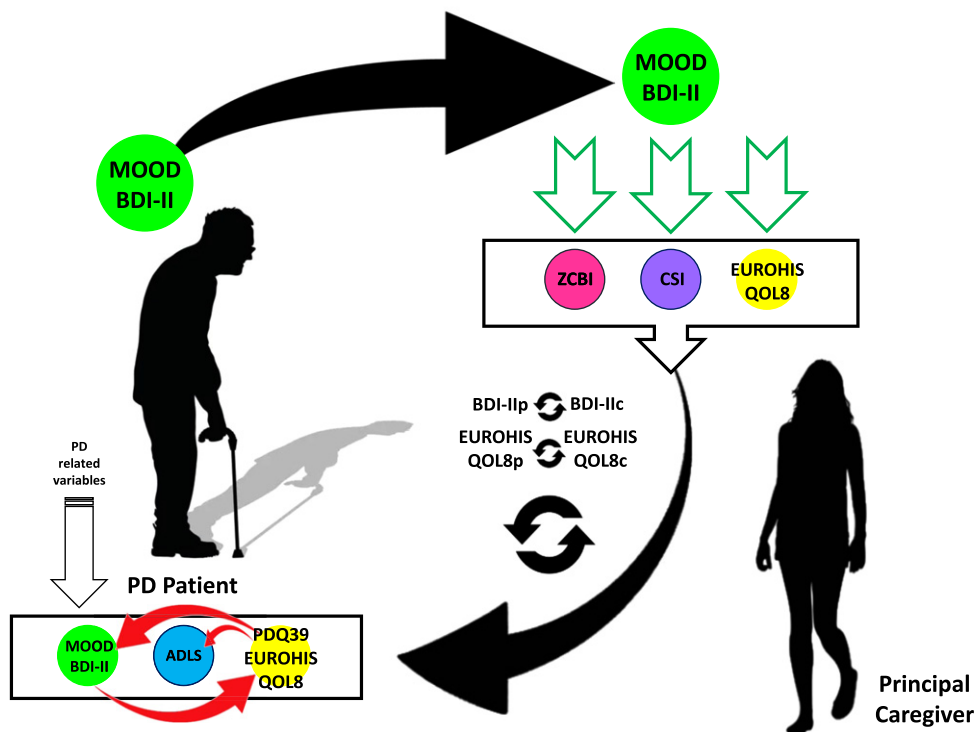 MOOD
BDI-II
MOOD
BDI-II
ZCBI
CSI
EUROHIS
QOL8
BDI-IIp
BDI-IIc
EUROHIS
QOL8p
EUROHIS
QOL8c
PD
related
variables
PD Patient
MOOD
BDI-II
ADLS
PDQ39
EUROHIS
QOL8
Principal
Caregiver